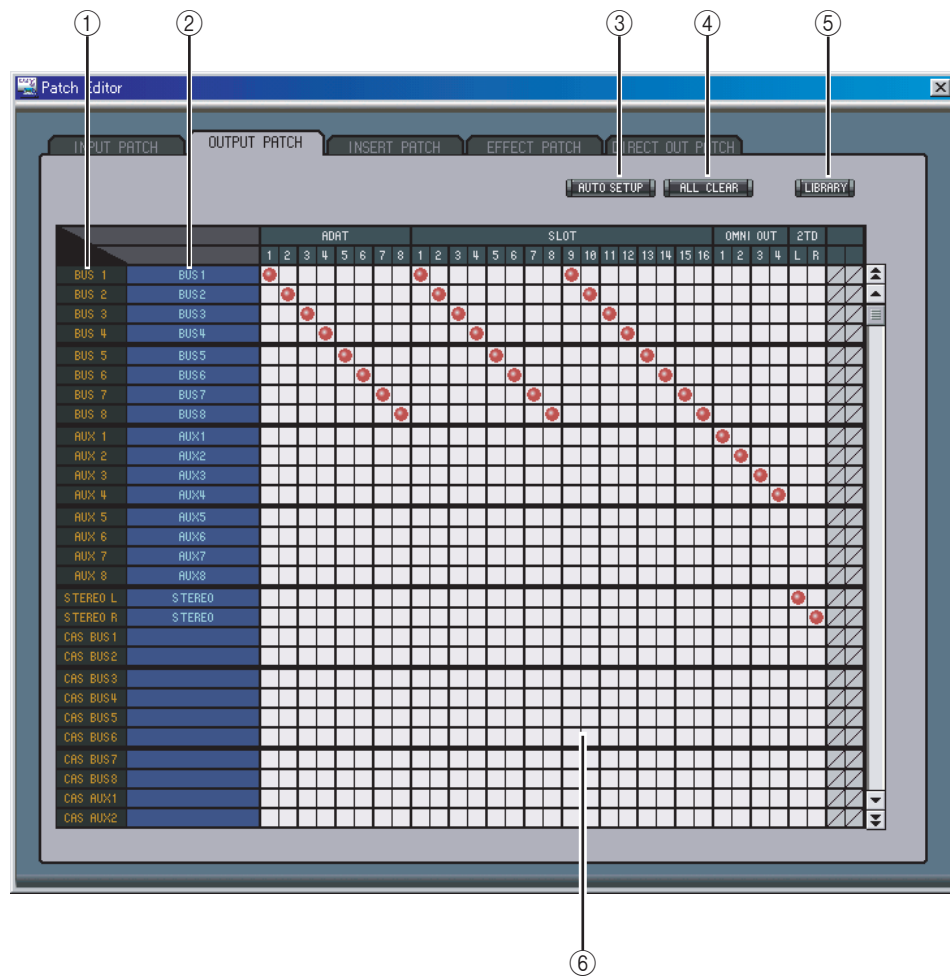 ① ② ③ ④ ⑤
Patch Editor
INPUT PATCH OUTPUT PATCH INSERT PATCH EFFECT PATCH DIRECT OUT PATCH
AUTO SETUP ALL CLEAR LIBRARY
ADAT SLOT OMNI OUT 2TD
1 2 3 4 5 6 7 8 1 2 3 4 5 6 7 8 9 10 11 12 13 14 15 16 1 2 3 4 L R
BUS 1 BUS1
BUS 2 BUS2
BUS 3 BUS3
BUS 4 BUS4
BUS 5 BUS5
BUS 6 BUS6
BUS 7 BUS7
BUS 8 BUS8
AUX 1 AUX1
AUX 2 AUX2
AUX 3 AUX3
AUX 4 AUX4
AUX 5 AUX5
AUX 6 AUX6
AUX 7 AUX7
AUX 8 AUX8
STEREO L STEREO
STEREO R STEREO
CAS BUS1
CAS BUS2
CAS BUS3
CAS BUS4
CAS BUS5
CAS BUS6
CAS BUS7
CAS BUS8
CAS AUX1
CAS AUX2
⑥